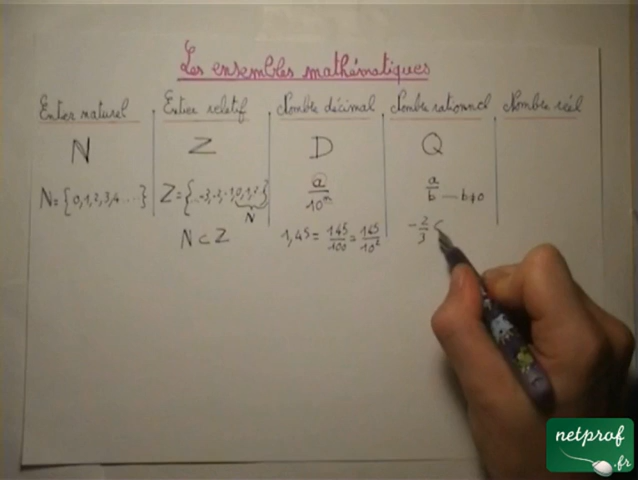 Les ensembles mathématiques
Entier naturel
Entier relatif
Nombre décimal
Nombre rationnel
Nombre réel
N
Z
D
Q
N = {0, 1, 2, 3, 4 ....}
Z = {...-3, -2, -1, 0, 1, 2}
N
a/10ⁿ
a/b — b≠0
N ⊂ Z
1,45 = 145/100 = 145/10²
-2/3
netprof
.fr